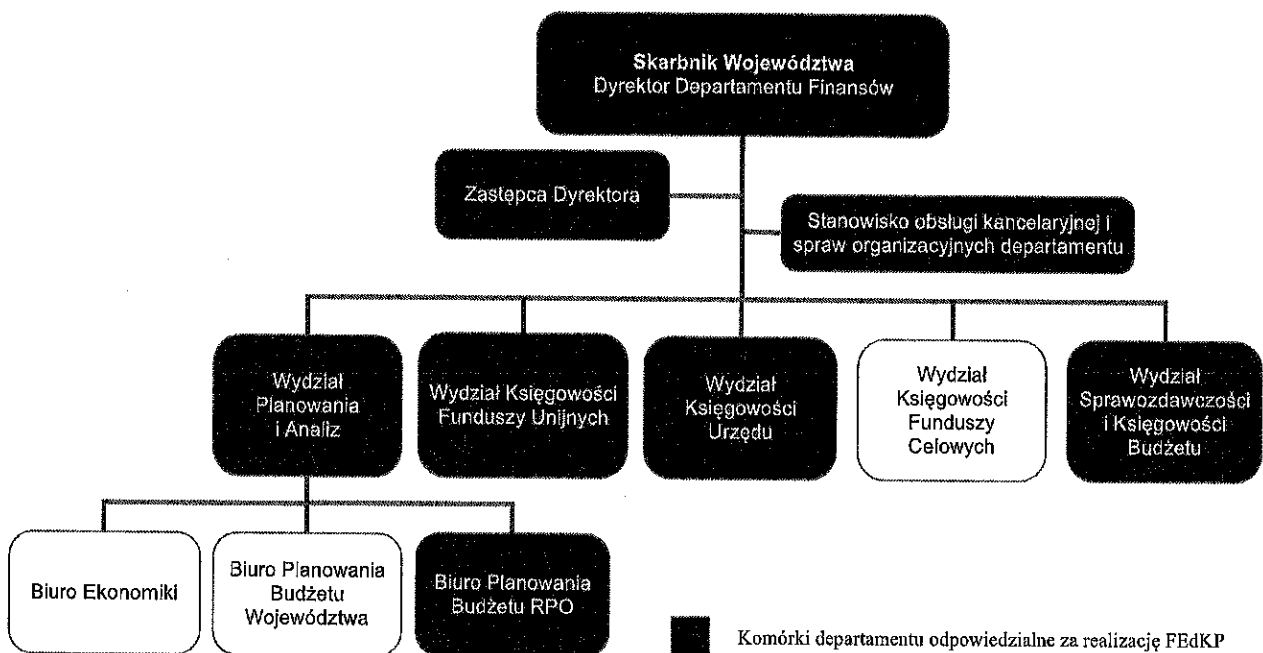 Skarbnik Województwa
Dyrektor Departamentu Finansów
Zastępca Dyrektora
Stanowisko obsługi kancelaryjnej i
spraw organizacyjnych departamentu
Wydział
Planowania
i Analiz
Wydział Księgowości
Funduszy Unijnych
Wydział
Księgowości
Urzędu
Wydział
Księgowości
Funduszy
Celowych
Wydział
Sprawozdawczości
i Księgowości
Budżetu
Biuro Ekonomiki
Biuro Planowania
Budżetu
Województwa
Biuro Planowania
Budżetu RPO
Komórki departamentu odpowiedzialne za realizację FEdKP